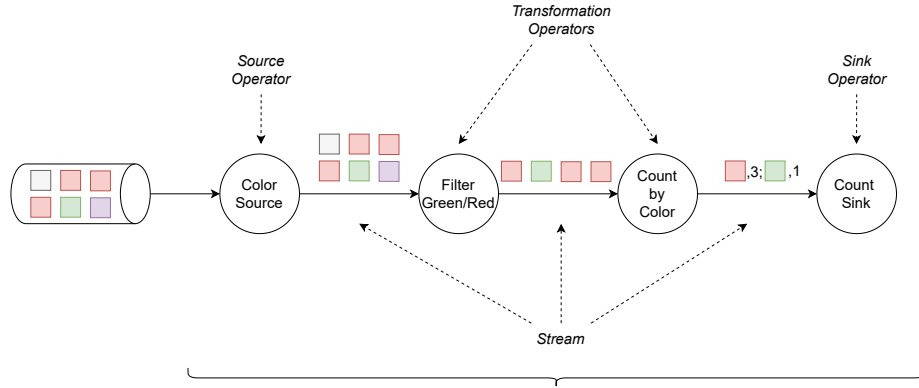 Transformation
Operators
Source
Operator
Sink
Operator
Color
Source
Filter
Green/Red
Count
by
Color
,3; ,1
Count
Sink
Stream